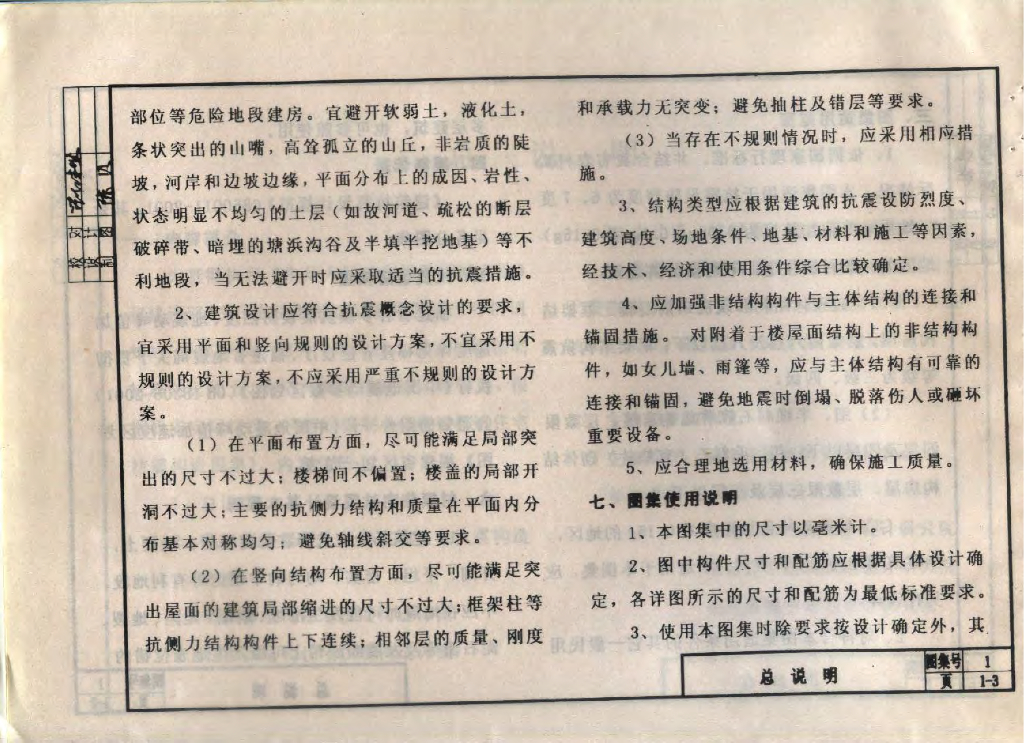 部位等危险地段建房。宜避开软弱土，液化土，
条状突出的山嘴，高耸孤立的山丘，非岩质的陡
坡，河岸和边坡边缘，平面分布上的成因、岩性、
状态明显不均匀的土层（如故河道、疏松的断层
破碎带、暗埋的塘浜沟谷及半填半挖地基）等不
利地段，当无法避开时应采取适当的抗震措施。
2、建筑设计应符合抗震概念设计的要求，
宜采用平面和竖向规则的设计方案，不宜采用不
规则的设计方案，不应采用严重不规则的设计方
案。
（1）在平面布置方面，尽可能满足局部突
出的尺寸不过大；楼梯间不偏置；楼盖的局部开
洞不过大；主要的抗侧力结构和质量在平面内分
布基本对称均匀；避免轴线斜交等要求。
（2）在竖向结构布置方面，尽可能满足突
出屋面的建筑局部缩进的尺寸不过大；框架柱等
抗侧力结构构件上下连续；相邻层的质量、刚度
和承载力无突变；避免抽柱及错层等要求。
（3）当存在不规则情况时，应采用相应措
施。
3、结构类型应根据建筑的抗震设防烈度、
建筑高度、场地条件、地基、材料和施工等因素，
经技术、经济和使用条件综合比较确定。
4、应加强非结构构件与主体结构的连接和
锚固措施。 对附着于楼屋面结构上的非结构构
件，如女儿墙、雨篷等，应与主体结构有可靠的
连接和锚固，避免地震时倒塌、脱落伤人或砸坏
重要设备。
5、应合理地选用材料，确保施工质量。
七、图集使用说明
1、本图集中的尺寸以毫米计。
2、图中构件尺寸和配筋应根据具体设计确
定，各详图所示的尺寸和配筋为最低标准要求。
3、使用本图集时除要求按设计确定外，其
总 说 明
图集号 1
页 1-3
校 对
设 计
制 图